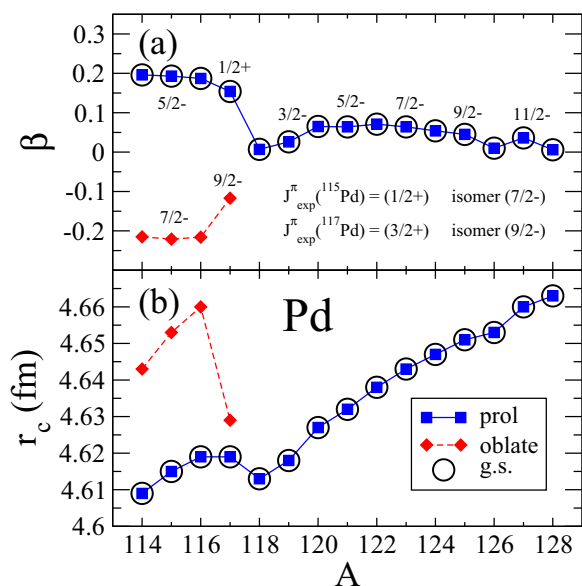 (a)
0.3
0.2
0.1
0
-0.1
-0.2
β
1/2+
5/2-
3/2-
5/2-
7/2-
9/2-
11/2-
7/2-
9/2-
J^π_exp(^115Pd) = (1/2+) isomer (7/2-)
J^π_exp(^117Pd) = (3/2+) isomer (9/2-)
(b)
Pd
4.66
4.65
4.64
4.63
4.62
4.61
4.6
r_c (fm)
prol
oblate
g.s.
114 116 118 120 122 124 126 128
A